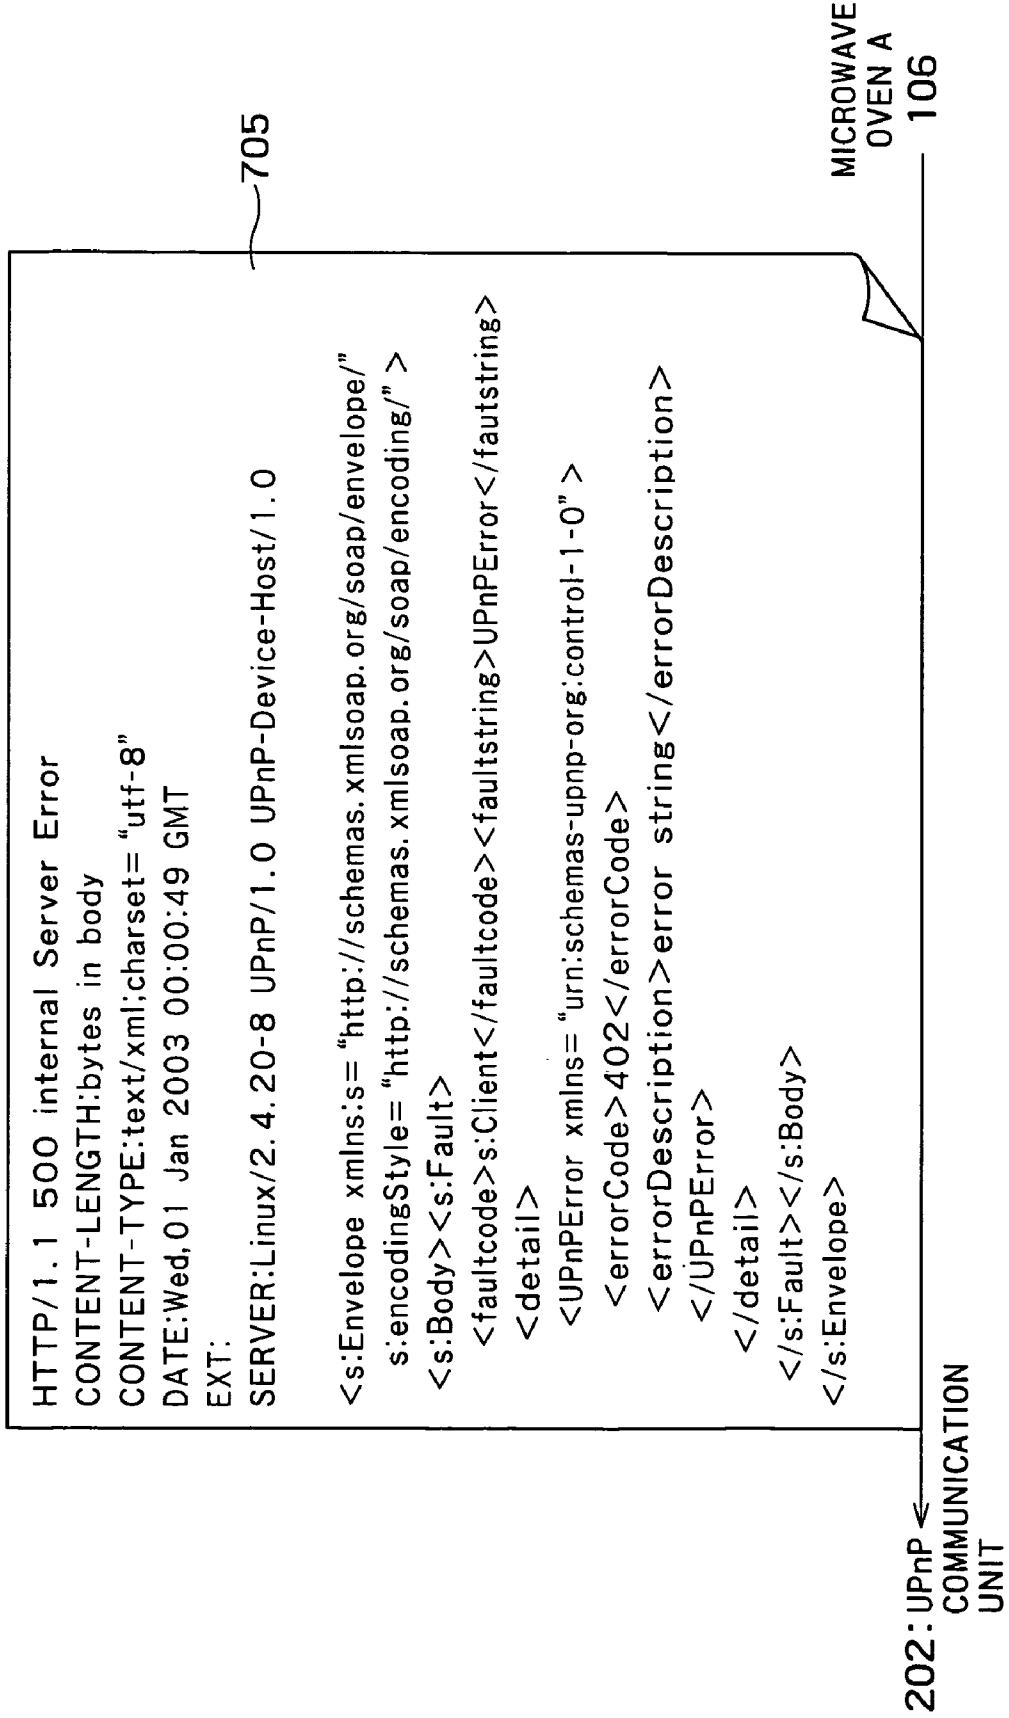 HTTP/1.1 500 internal Server Error
CONTENT-LENGTH:bytes in body
CONTENT-TYPE:text/xml;charset="utf-8"
DATE:Wed,01 Jan 2003 00:00:49 GMT
EXT:
SERVER:Linux/2.4.20-8 UPnP/1.0 UPnP-Device-Host/1.0
<s:Envelope xmlns:s="http://schemas.xmlsoap.org/soap/envelope/"
s:encodingStyle="http://schemas.xmlsoap.org/soap/encoding/">
<s:Body><s:Fault>
<faultcode>s:Client</faultcode><faultstring>UPnPError</fautstring>
<detail>
<UPnPError xmlns="urn:schemas-upnp-org:control-1-0">
<errorCode>402</errorCode>
<errorDescription>error string</errorDescription>
</UPnPError>
</detail>
</s:Fault></s:Body>
</s:Envelope>
705
202:UPnP
COMMUNICATION
UNIT
MICROWAVE
OVEN A
106